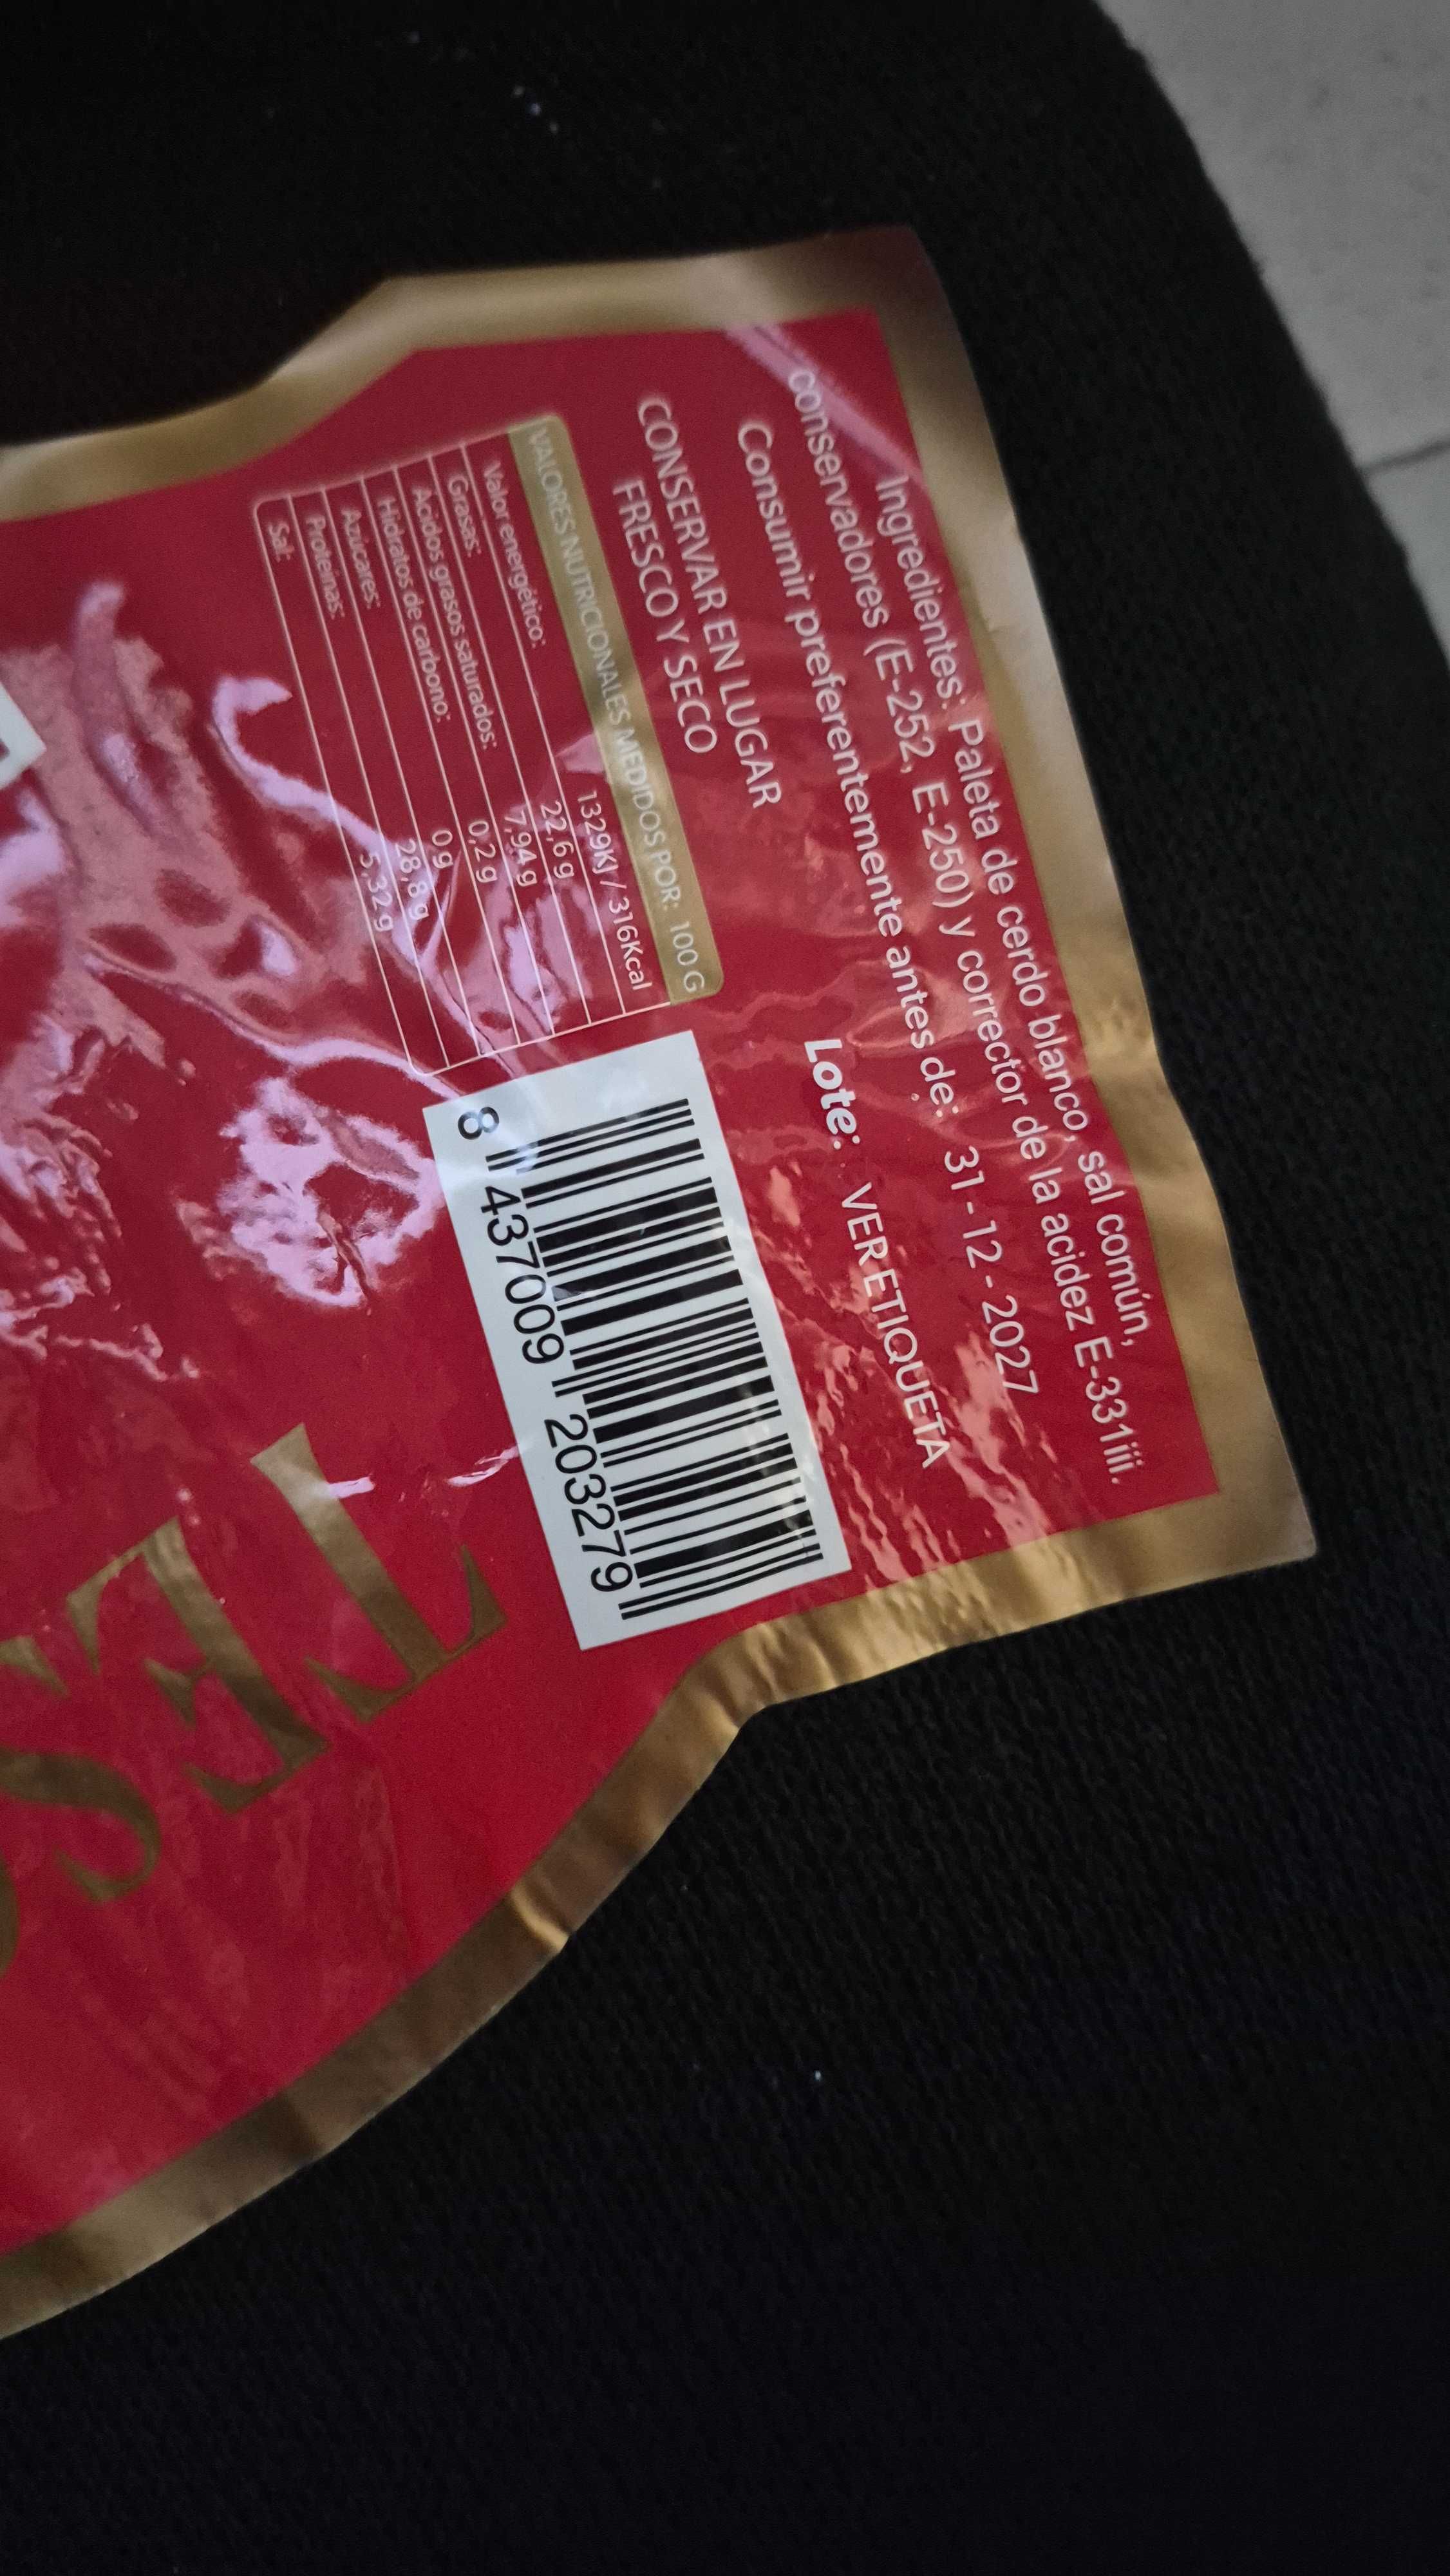 Ingredientes: Paleta de cerdo blanco, sal común,
conservadores (E-252, E-250) y corrector de la acidez E-331iii.
Consumir preferentemente antes de: 31-12-2027
CONSERVAR EN LUGAR
FRESCO Y SECO
Lote: VER ETIQUETA
VALORES NUTRICIONALES MEDIDOS POR: 100 G
Valor energético: 1329KJ / 316Kcal
Grasas: 22,6 g
Acidos grasos saturados: 7,94 g
Hidratos de carbono: 0,2 g
Azúcares: 0 g
Proteinas: 28,8 g
Sal: 5,32 g
8 437009 203279